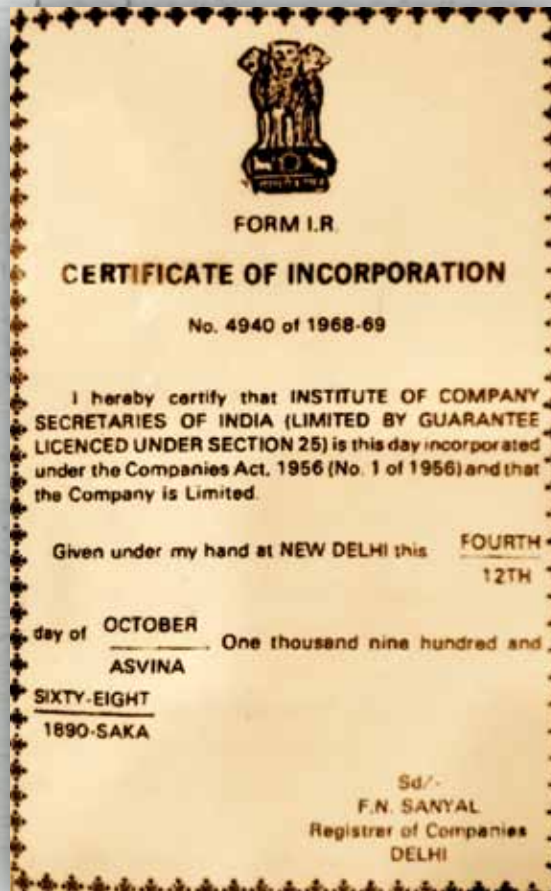 FORM I.R.
CERTIFICATE OF INCORPORATION
No. 4940 of 1968-69
I hereby certify that INSTITUTE OF COMPANY
SECRETARIES OF INDIA (LIMITED BY GUARANTEE
LICENCED UNDER SECTION 25) is this day incorporated
under the Companies Act, 1956 (No. 1 of 1956) and that
the Company is Limited.
Given under my hand at NEW DELHI this FOURTH
12TH
day of OCTOBER
ASVINA
One thousand nine hundred and
SIXTY-EIGHT
1890-SAKA
Sd/-
F.N. SANYAL
Registrar of Companies
DELHI